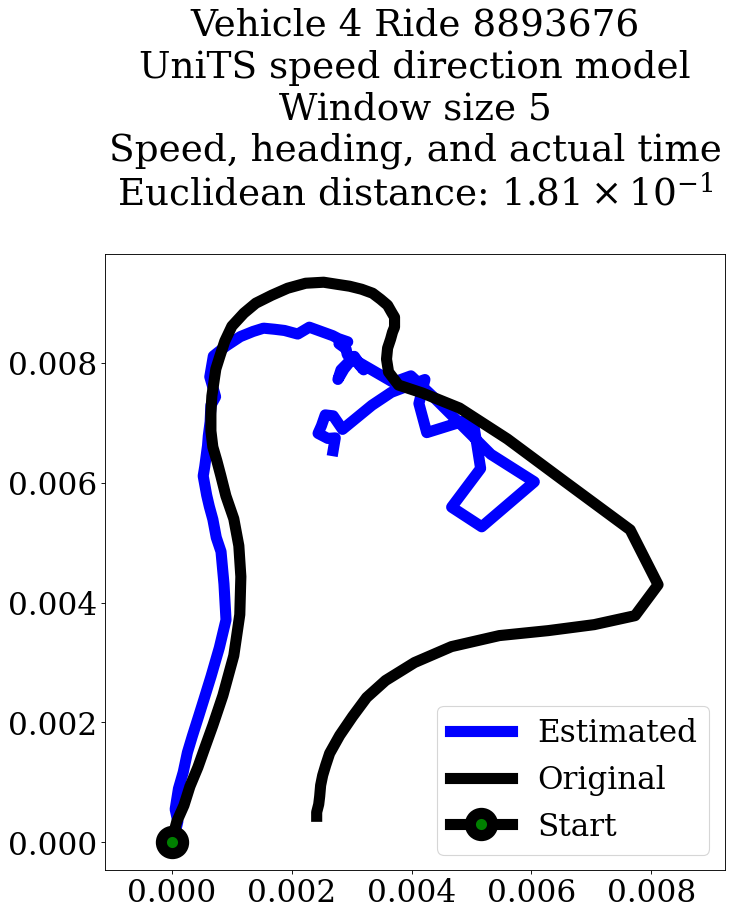 Vehicle 4 Ride 8893676
UniTS speed direction model
Window size 5
Speed, heading, and actual time
Euclidean distance: 1.81 × 10⁻¹
0.008
0.006
0.004
0.002
0.000
Estimated
Original
Start
0.000 0.002 0.004 0.006 0.008